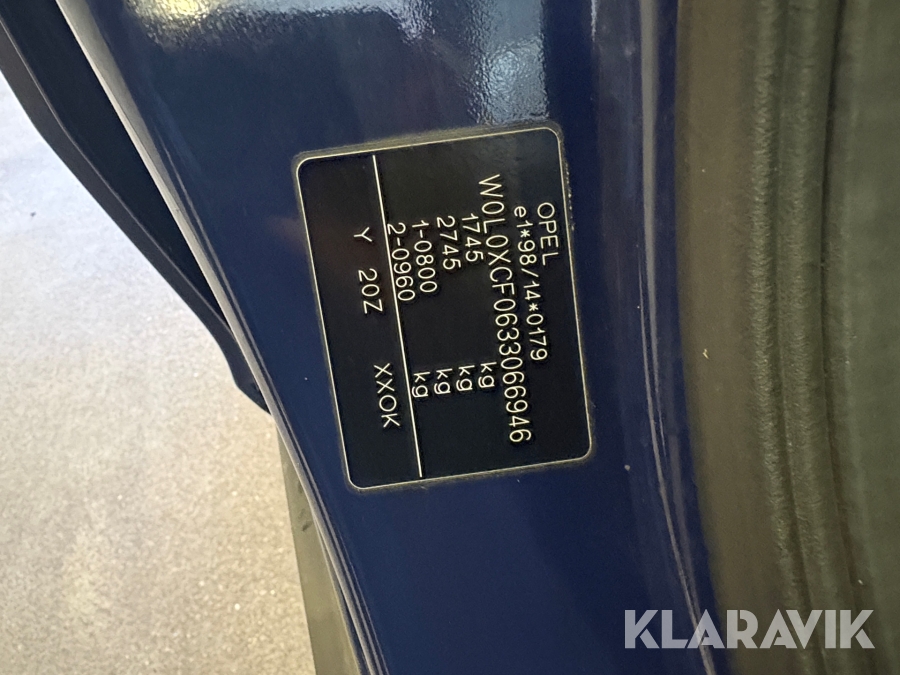 OPEL
e1*98/14*0179
W0L0XCF0633066946
1745 kg
2745 kg
1-0800 kg
2-0960 kg
Y 20Z XXOK
KLARAVIK